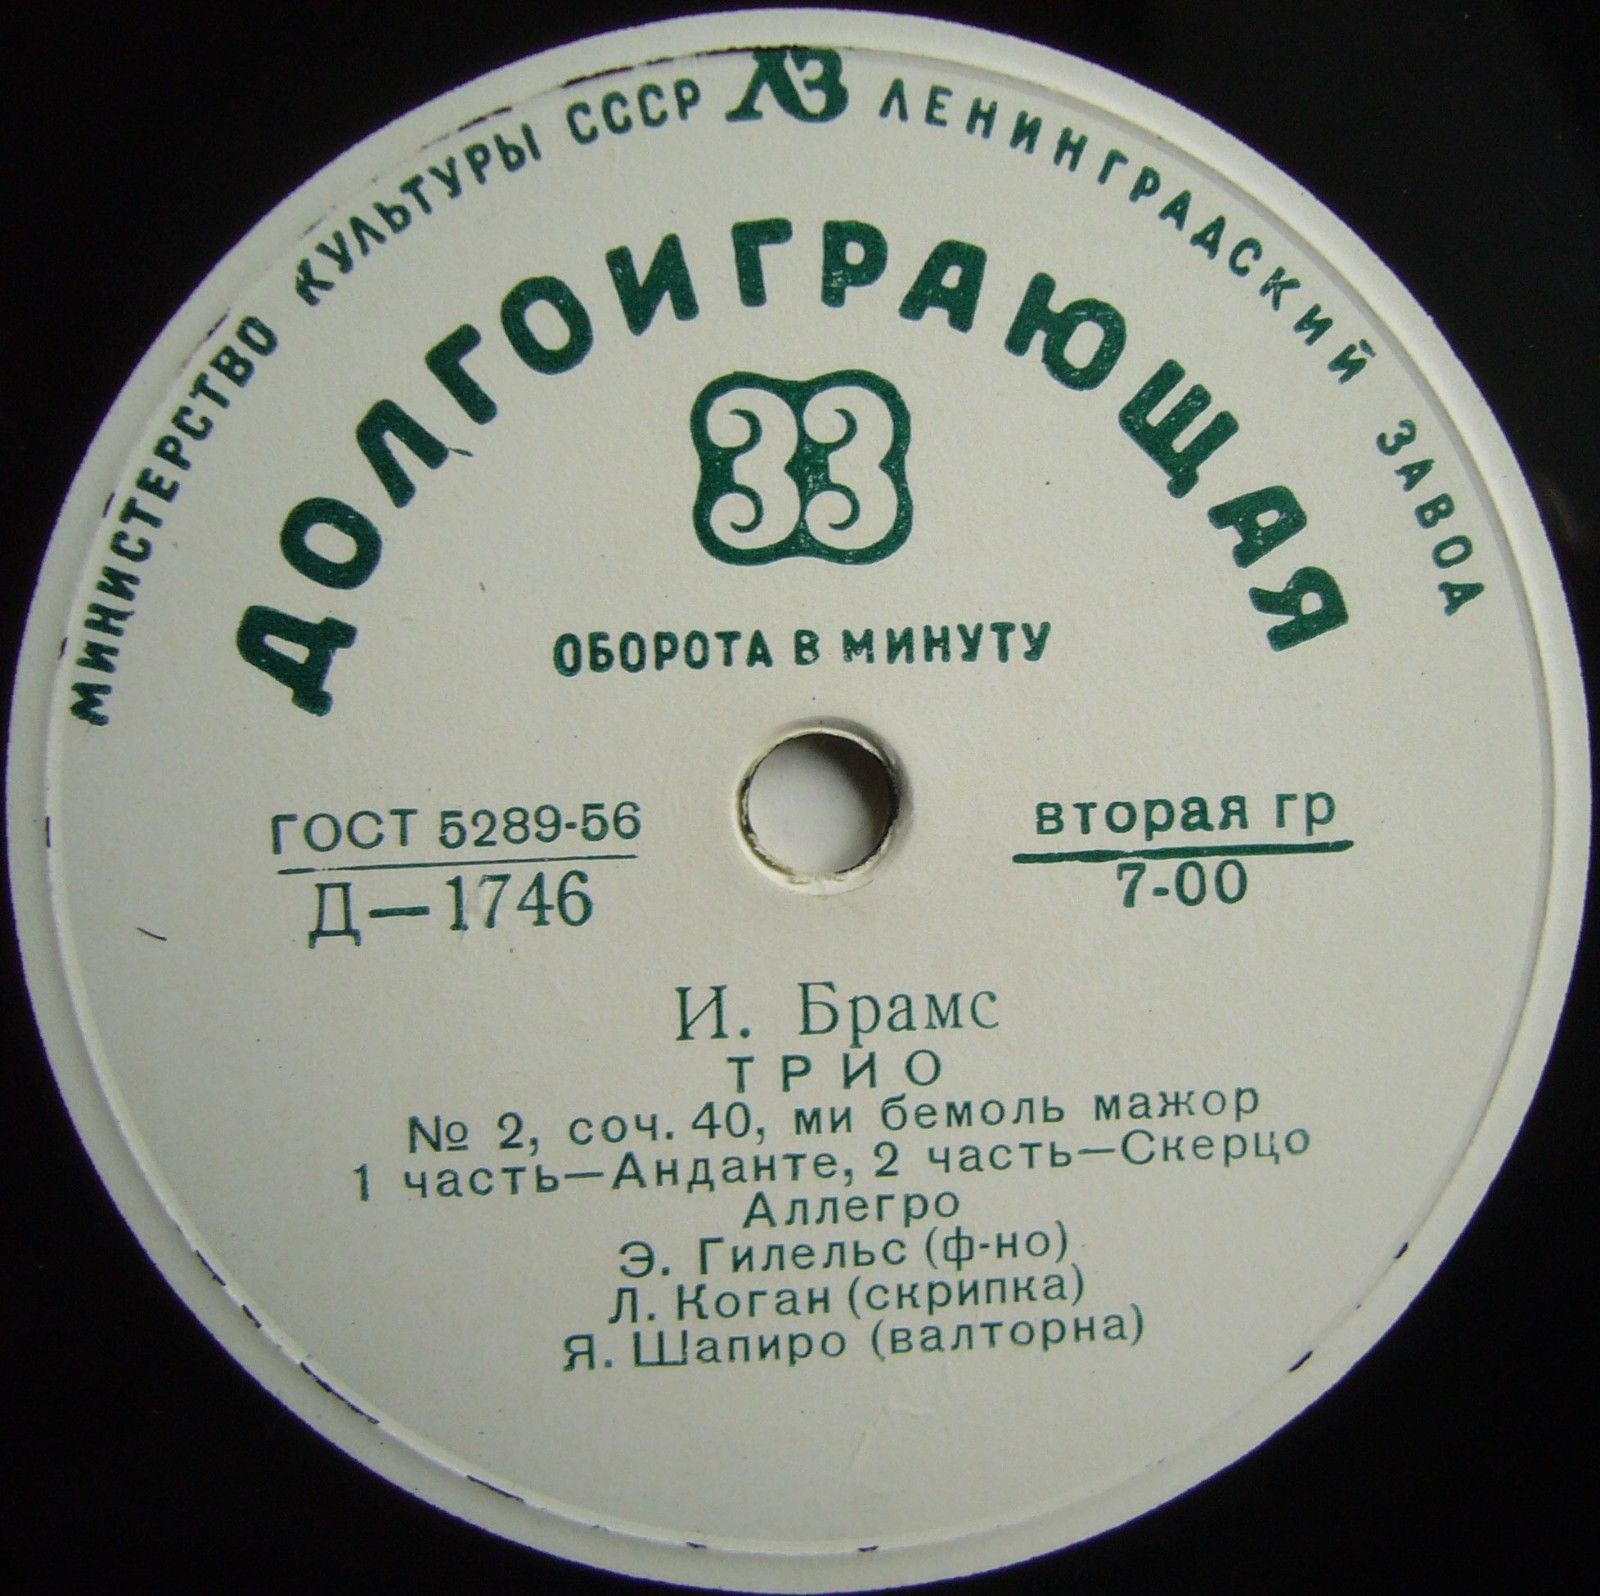 МИНИСТЕРСТВО КУЛЬТУРЫ СССР ЛЗ ЛЕНИНГРАДСКИЙ ЗАВОД
ДОЛГОИГРАЮЩАЯ
33
ОБОРОТА В МИНУТУ
ГОСТ 5289-56
Д—1746
вторая гр
7-00
И. Брамс
ТРИО
№ 2, соч. 40, ми бемоль мажор
1 часть—Анданте, 2 часть—Скерцо
Аллегро
Э. Гилельс (ф-но)
Л. Коган (скрипка)
Я. Шапиро (валторна)